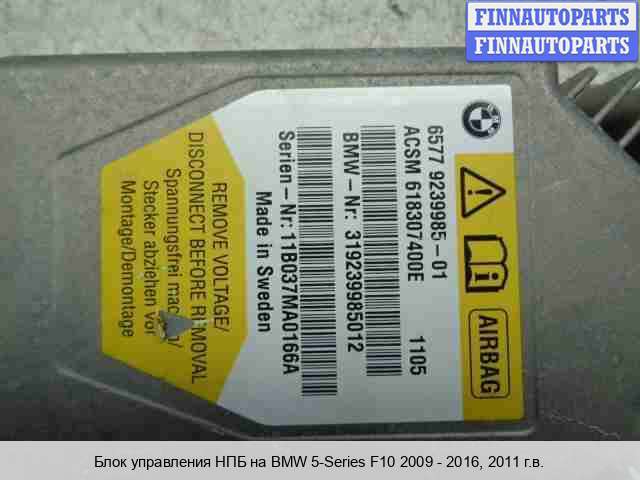 FINNAUTOPARTS
FINNAUTOPARTS
BMW
6577 9239985-01
ACSM 618307400E 1105
BMW-Nr: 319239985012
Serien-Nr:11B037MA0166A
Made in Sweden
AIRBAG
REMOVE VOLTAGE/
DISCONNECT BEFORE REMOVAL
Spannungsfrei machen/
Stecker abziehen vor
Montage/Demontage
Блок управления НПБ на BMW 5-Series F10 2009 - 2016, 2011 г.в.